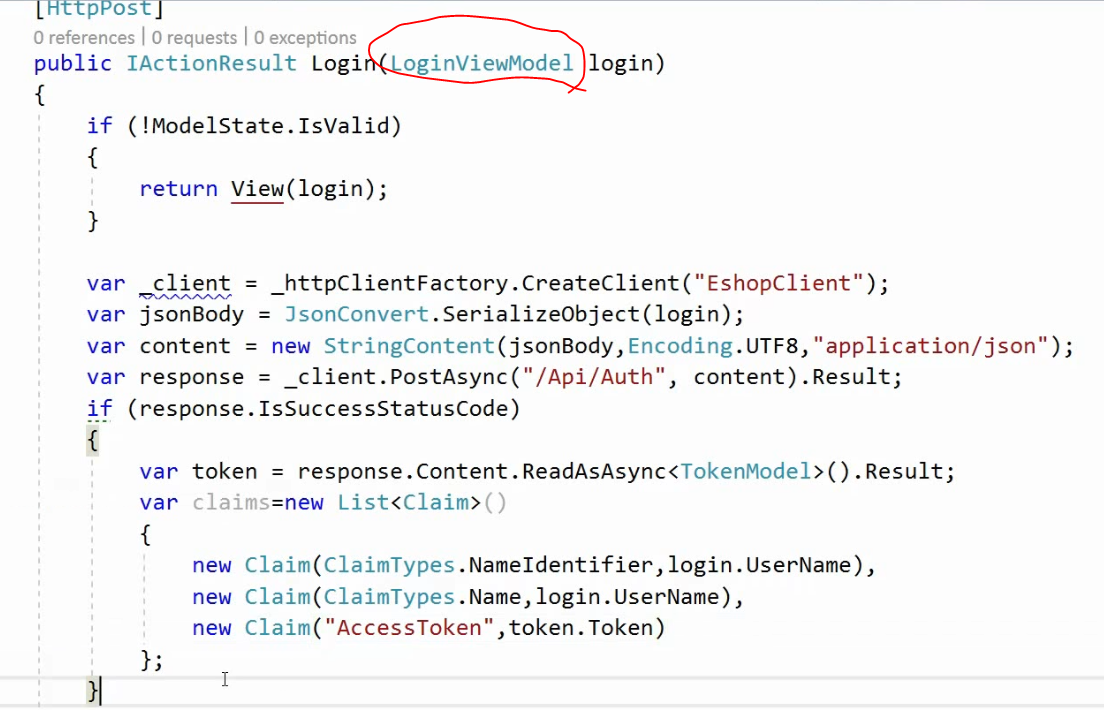 [HttpPost]
0 references | 0 requests | 0 exceptions
public IActionResult Login(LoginViewModel login)
{
if (!ModelState.IsValid)
{
return View(login);
}
var _client = _httpClientFactory.CreateClient("EshopClient");
var jsonBody = JsonConvert.SerializeObject(login);
var content = new StringContent(jsonBody,Encoding.UTF8,"application/json");
var response = _client.PostAsync("/Api/Auth", content).Result;
if (response.IsSuccessStatusCode)
{
var token = response.Content.ReadAsAsync<TokenModel>().Result;
var claims=new List<Claim>()
{
new Claim(ClaimTypes.NameIdentifier,login.UserName),
new Claim(ClaimTypes.Name,login.UserName),
new Claim("AccessToken",token.Token)
};
}